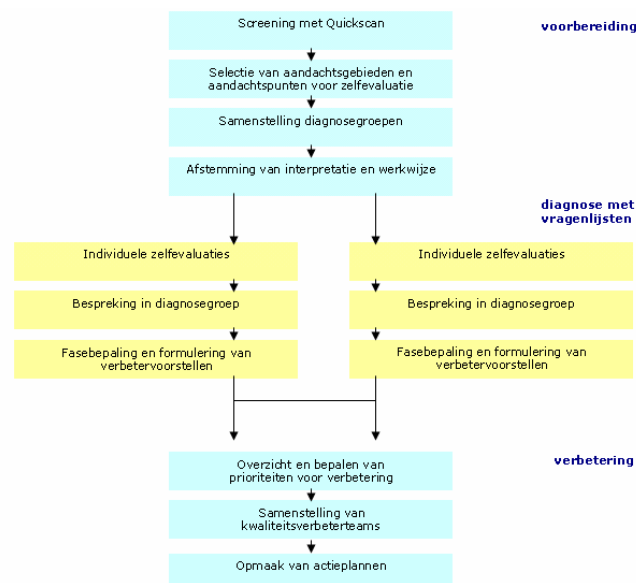 Screening met Quickscan
voorbereiding
Selectie van aandachtsgebieden en
aandachtspunten voor zelfevaluatie
Samenstelling diagnosegroepen
Afstemming van interpretatie en werkwijze
diagnose met
vragenlijsten
Individuele zelfevaluaties
Individuele zelfevaluaties
Bespreking in diagnosegroep
Bespreking in diagnosegroep
Fasebepaling en formulering van
verbetervoorstellen
Fasebepaling en formulering van
verbetervoorstellen
Overzicht en bepalen van
prioriteiten voor verbetering
verbetering
Samenstelling van
kwaliteitsverbeterteams
Opmaak van actieplannen